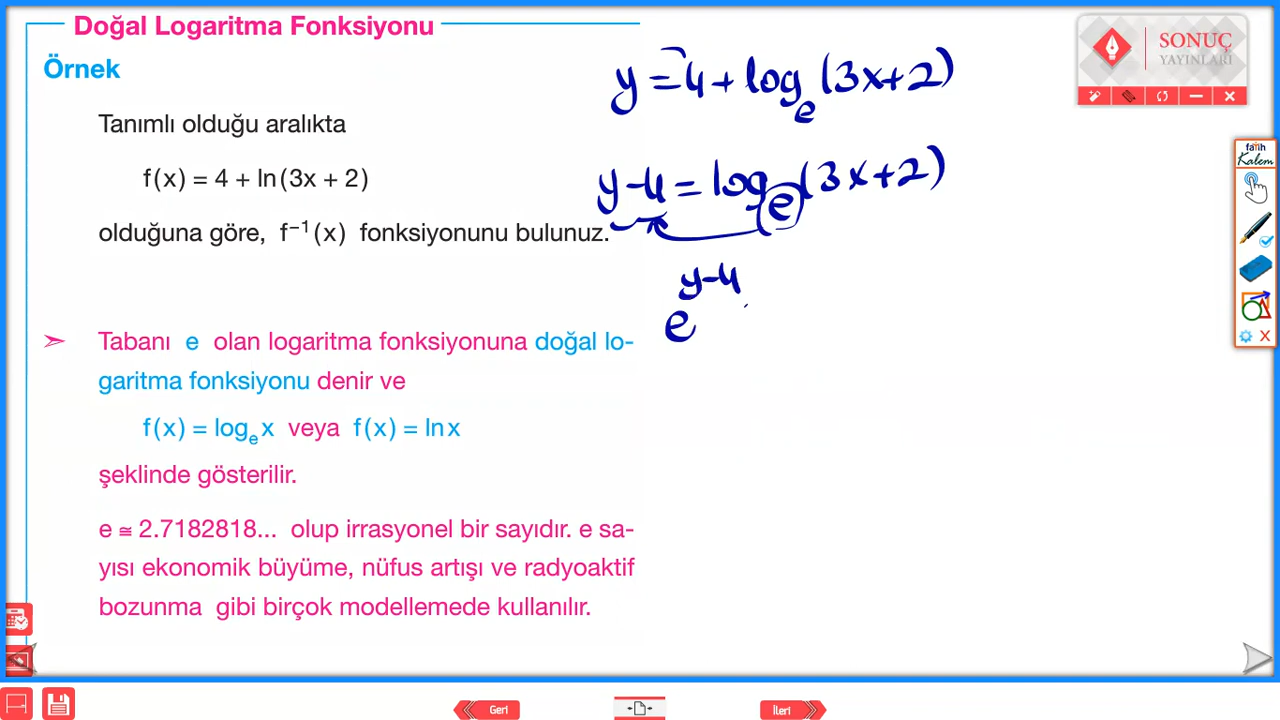 Doğal Logaritma Fonksiyonu
Örnek
Tanımlı olduğu aralıkta
f(x) = 4 + ln(3x + 2)
olduğuna göre, f⁻¹(x) fonksiyonunu bulunuz.
➢ Tabanı e olan logaritma fonksiyonuna doğal lo-
garitma fonksiyonu denir ve
f(x) = logₑx veya f(x) = lnx
şeklinde gösterilir.
e ≅ 2.7182818... olup irrasyonel bir sayıdır. e sa-
yısı ekonomik büyüme, nüfus artışı ve radyoaktif
bozunma gibi birçok modellemede kullanılır.
y = 4 + logₑ(3x+2)
y-4 = logₑ(3x+2)
e^(y-4)
SONUÇ
YAYINLARI
fatih
Kalem
Geri
İleri